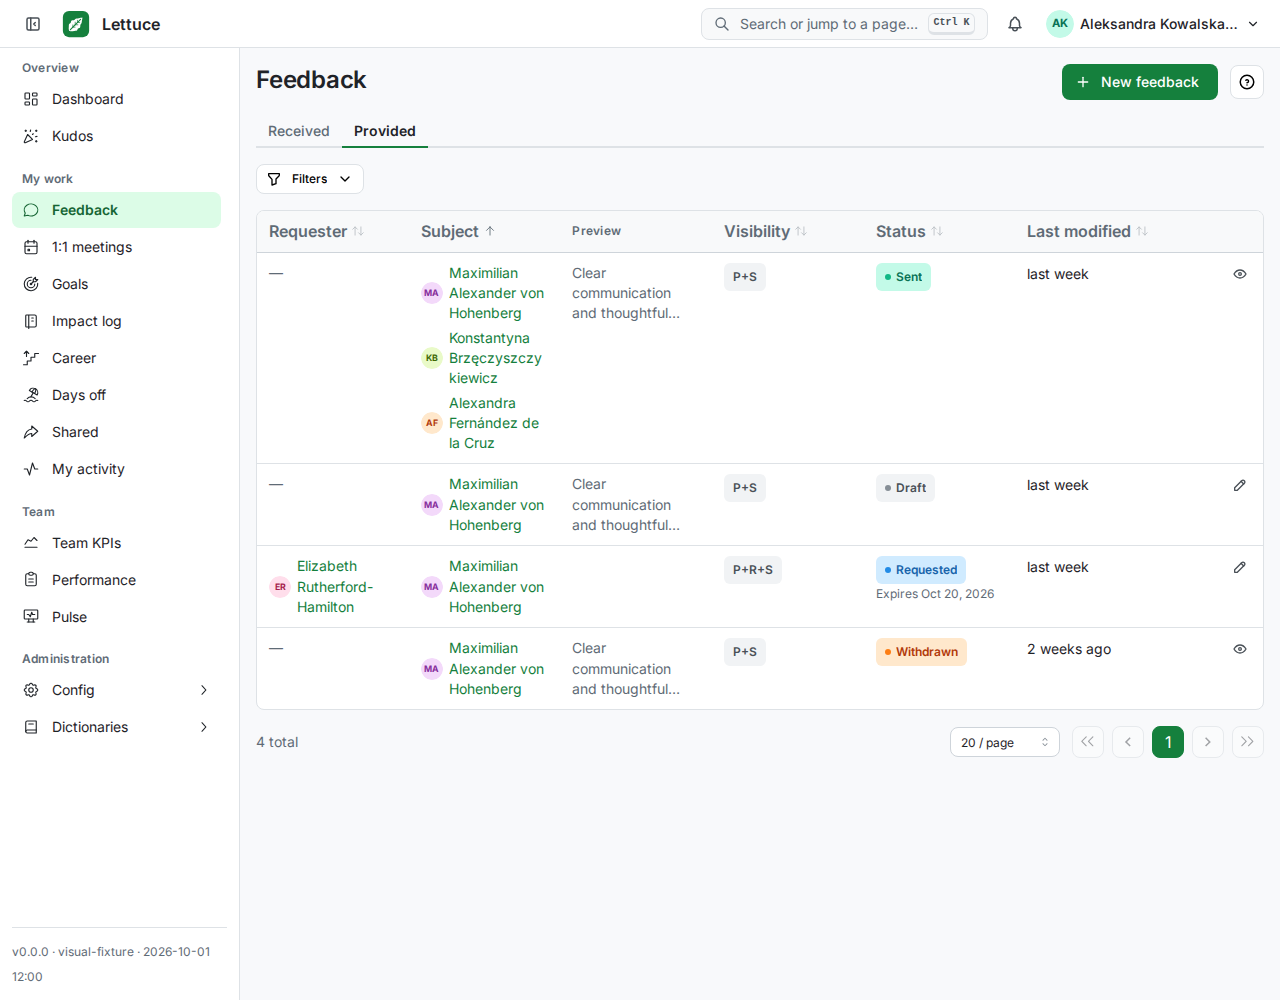 Lettuce
Search or jump to a page...
Ctrl K
AK
Aleksandra Kowalska...
Overview
Dashboard
Kudos
My work
Feedback
1:1 meetings
Goals
Impact log
Career
Days off
Shared
My activity
Team
Team KPIs
Performance
Pulse
Administration
Config
Dictionaries
v0.0.0 · visual-fixture · 2026-10-01
12:00
Feedback
New feedback
Received
Provided
Filters
Requester
Subject
Preview
Visibility
Status
Last modified
—
MA
Maximilian
Alexander von
Hohenberg
KB
Konstantyna
Brzęczyszczy
kiewicz
AF
Alexandra
Fernández de
la Cruz
Clear
communication
and thoughtful...
P+S
Sent
last week
—
MA
Maximilian
Alexander von
Hohenberg
Clear
communication
and thoughtful...
P+S
Draft
last week
ER
Elizabeth
Rutherford-
Hamilton
MA
Maximilian
Alexander von
Hohenberg
P+R+S
Requested
Expires Oct 20, 2026
last week
—
MA
Maximilian
Alexander von
Hohenberg
Clear
communication
and thoughtful...
P+S
Withdrawn
2 weeks ago
4 total
20 / page
1